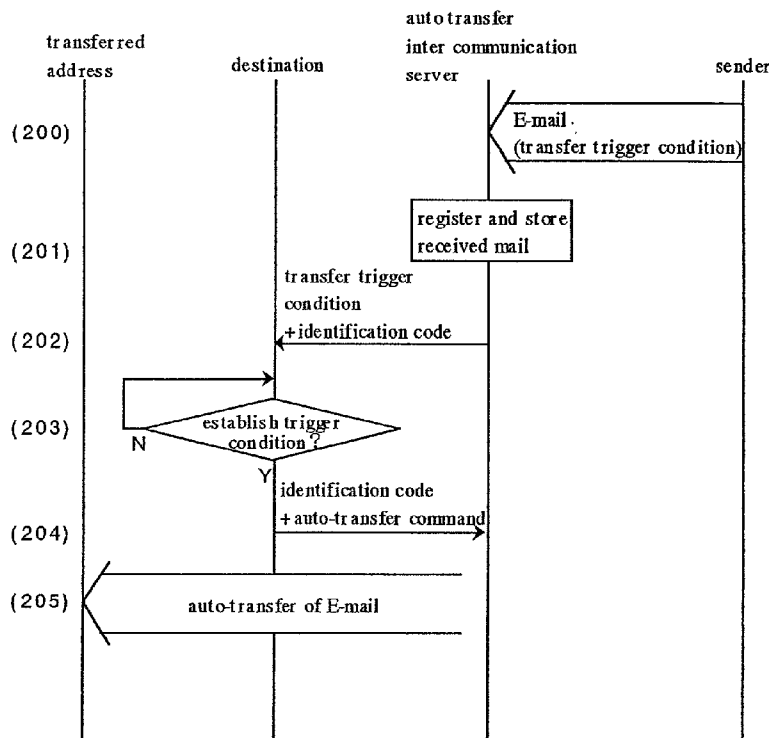 transferred
address
destination
auto transfer
inter communication
server
sender
(200)
E-mail
(transfer trigger condition)
(201)
register and store
received mail
transfer trigger
condition
+identification code
(202)
(203)
establish trigger
condition?
N
Y
identification code
+auto-transfer command
(204)
(205)
auto-transfer of E-mail